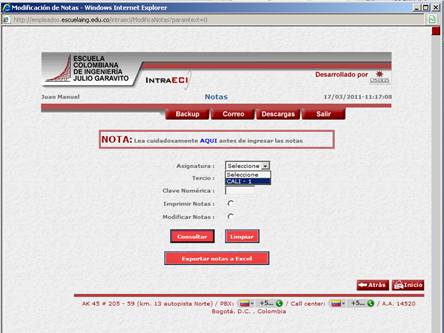 Modificación de Notas - Windows Internet Explorer
http://empleados.escuelaing.edu.co/intraeci/ModificaNotas?paramtext=0
ESCUELA
COLOMBIANA
DE INGENIERÍA
JULIO GARAVITO
INTRAECI
Desarrollado por
OSIRIS
Juan Manuel Notas 17/03/2011-11:17:08
Backup Correo Descargas Salir
NOTA: Lea cuidadosamente AQUI antes de ingresar las notas
Asignatura : Seleccione
Seleccione
Tercio : CALI - 1
Clave Numérica :
Imprimir Notas :
Modificar Notas :
Consultar Limpiar
Exportar notas a Excel
Atrás Inicio
AK 45 # 205 - 59 (km. 13 autopista Norte) / PBX: +5... / Call center: +5... / A.A. 14520
Bogotá, D.C. , Colombia